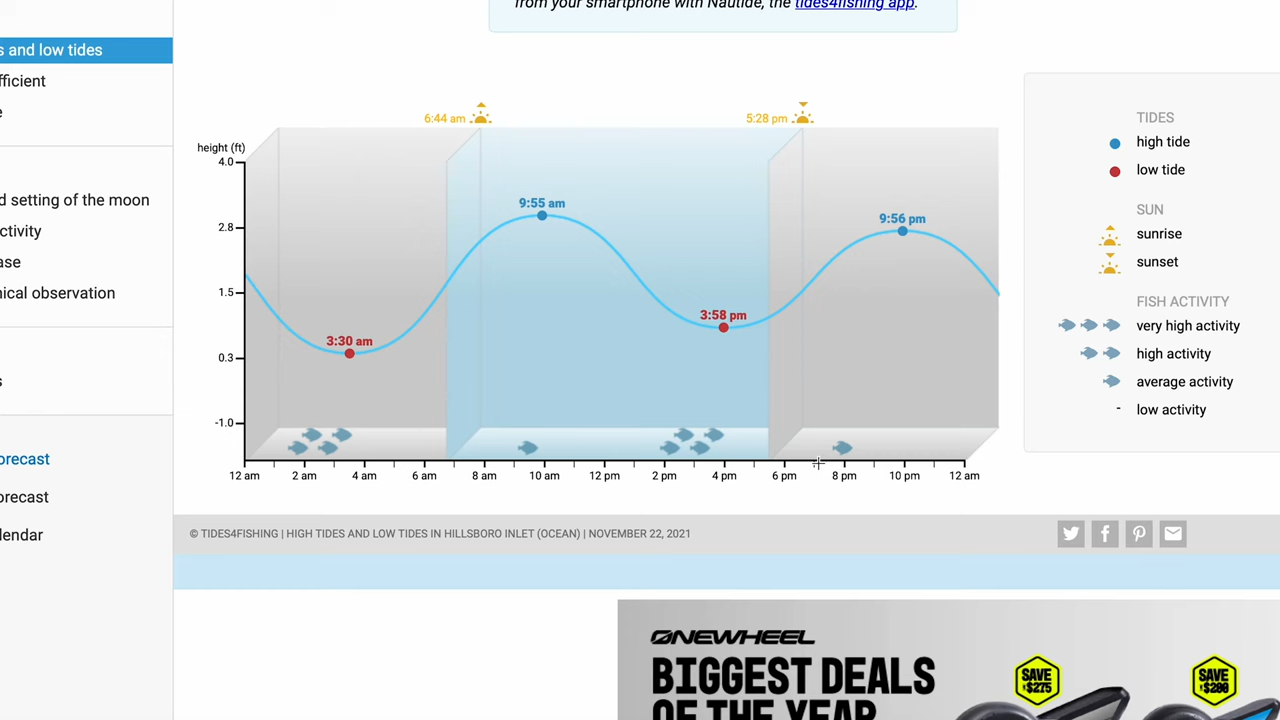 from your smartphone with Nautide, the tides4fishing app.
s and low tides
fficient
e
d setting of the moon
ctivity
ase
nical observation
s
orecast
orecast
lendar
6:44 am
5:28 pm
height (ft)
4.0
2.8
1.5
0.3
-1.0
9:55 am
9:56 pm
3:30 am
3:58 pm
12 am 2 am 4 am 6 am 8 am 10 am 12 pm 2 pm 4 pm 6 pm 8 pm 10 pm 12 am
TIDES
high tide
low tide
SUN
sunrise
sunset
FISH ACTIVITY
very high activity
high activity
average activity
- low activity
© TIDES4FISHING | HIGH TIDES AND LOW TIDES IN HILLSBORO INLET (OCEAN) | NOVEMBER 22, 2021
ONEWHEEL
BIGGEST DEALS
OF THE YEAR
SAVE
$275
SAVE